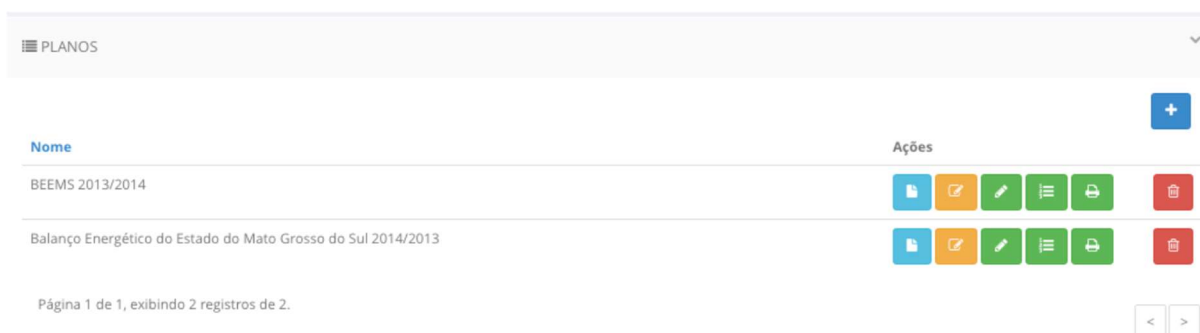 PLANOS
+
Nome Ações
BEEMS 2013/2014
Balanço Energético do Estado do Mato Grosso do Sul 2014/2013
Página 1 de 1, exibindo 2 registros de 2.
< >